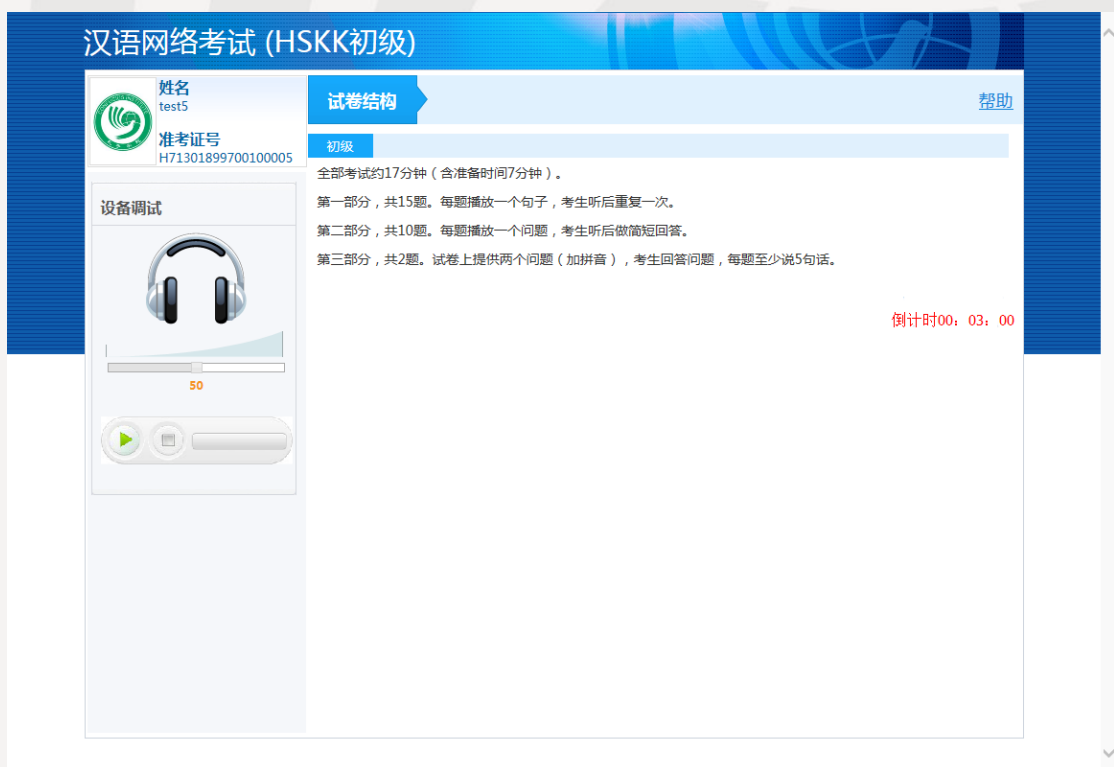 汉语网络考试 (HSKK初级)
姓名
test5
准考证号
H71301899700100005
试卷结构
帮助
初级
全部考试约17分钟（含准备时间7分钟）。
第一部分，共15题。每题播放一个句子，考生听后重复一次。
第二部分，共10题。每题播放一个问题，考生听后做简短回答。
第三部分，共2题。试卷上提供两个问题（加拼音），考生回答问题，每题至少说5句话。
倒计时00：03：00
设备调试
50